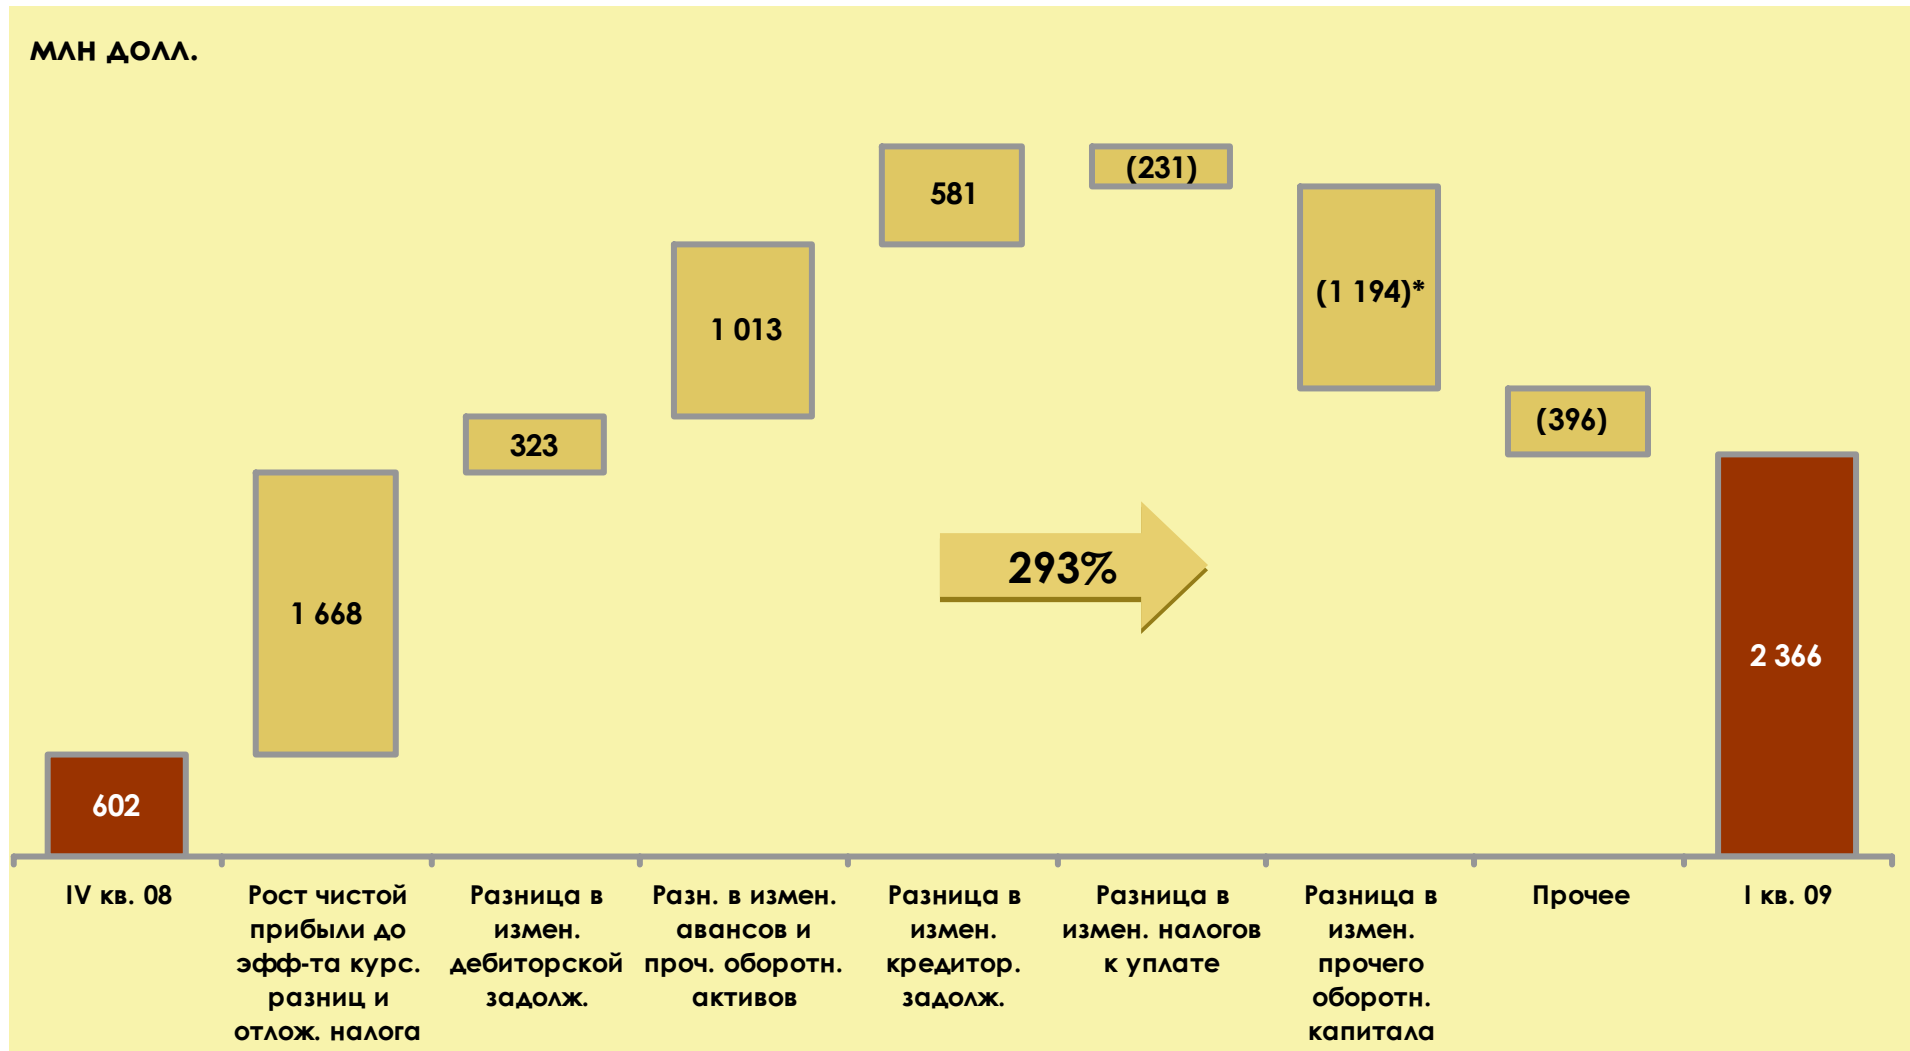 млн долл.
581
(231)
(1 194)*
1 013
(396)
323
293%
1 668
2 366
602
IV кв. 08
Рост чистой
прибыли до
эфф-та курс.
разниц и
отлож. налога
Разница в
измен.
дебиторской
задолж.
Разн. в измен.
авансов и
проч. оборотн.
активов
Разница в
измен.
кредитор.
задолж.
Разница в
измен. налогов
к уплате
Разница в
измен.
прочего
оборотн.
капитала
Прочее
I кв. 09